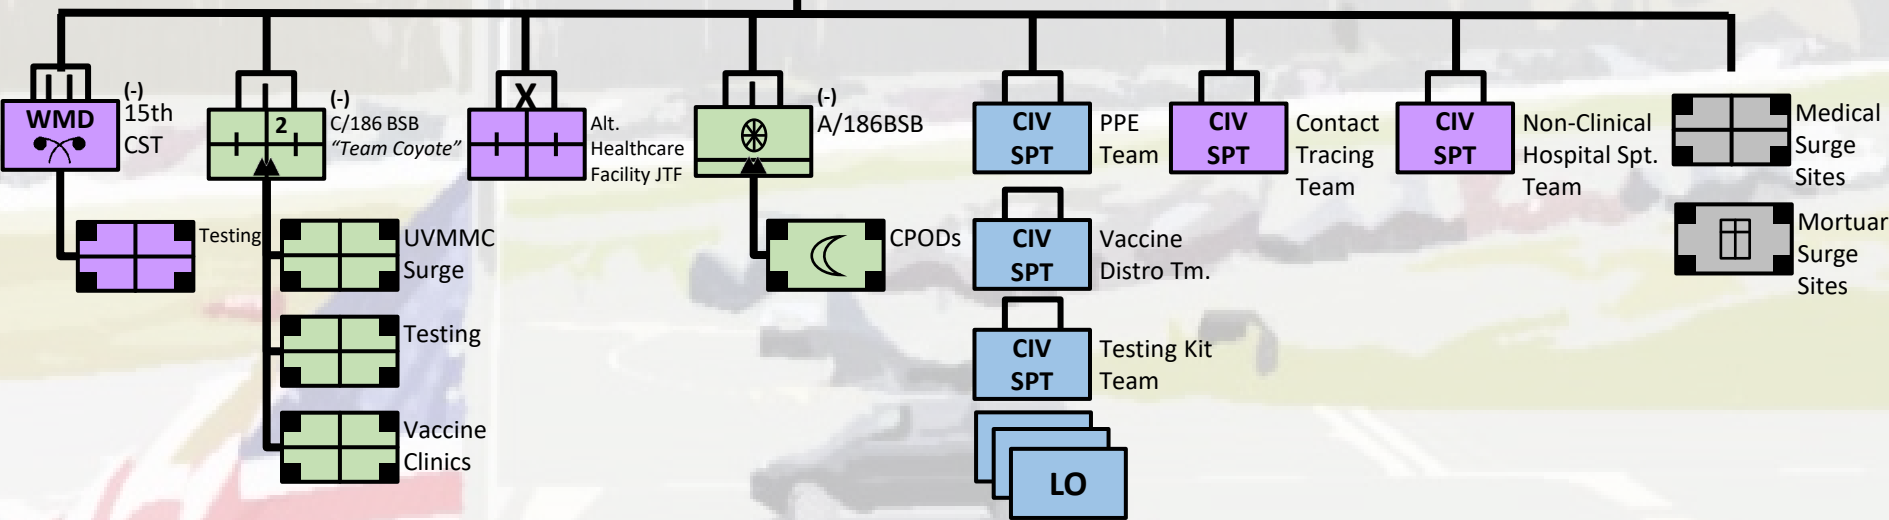 WMD
(-)
15th
CST
Testing
2
(-)
C/186 BSB
“Team Coyote”
UVMMC
Surge
Testing
Vaccine
Clinics
X
Alt.
Healthcare
Facility JTF
(-)
A/186BSB
CPODs
CIV
SPT
PPE
Team
CIV
SPT
Vaccine
Distro Tm.
CIV
SPT
Testing Kit
Team
LO
CIV
SPT
Contact
Tracing
Team
CIV
SPT
Non-Clinical
Hospital Spt.
Team
Medical
Surge
Sites
Mortuar
Surge
Sites